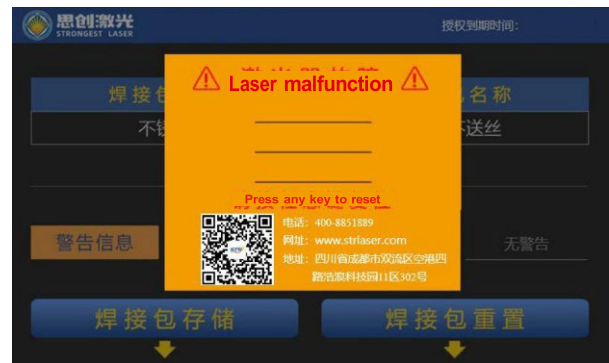 思创激光
STRONGEST LASER
授权到期时间:
焊接包
名称
Laser malfunction
不锈
送丝
Press any key to reset
电话: 400-8851889
网址: www.strlaser.com
地址: 四川省成都市双流区空港四
路浩浪科技园11区302号
警告信息
无警告
焊接包存储
焊接包重置